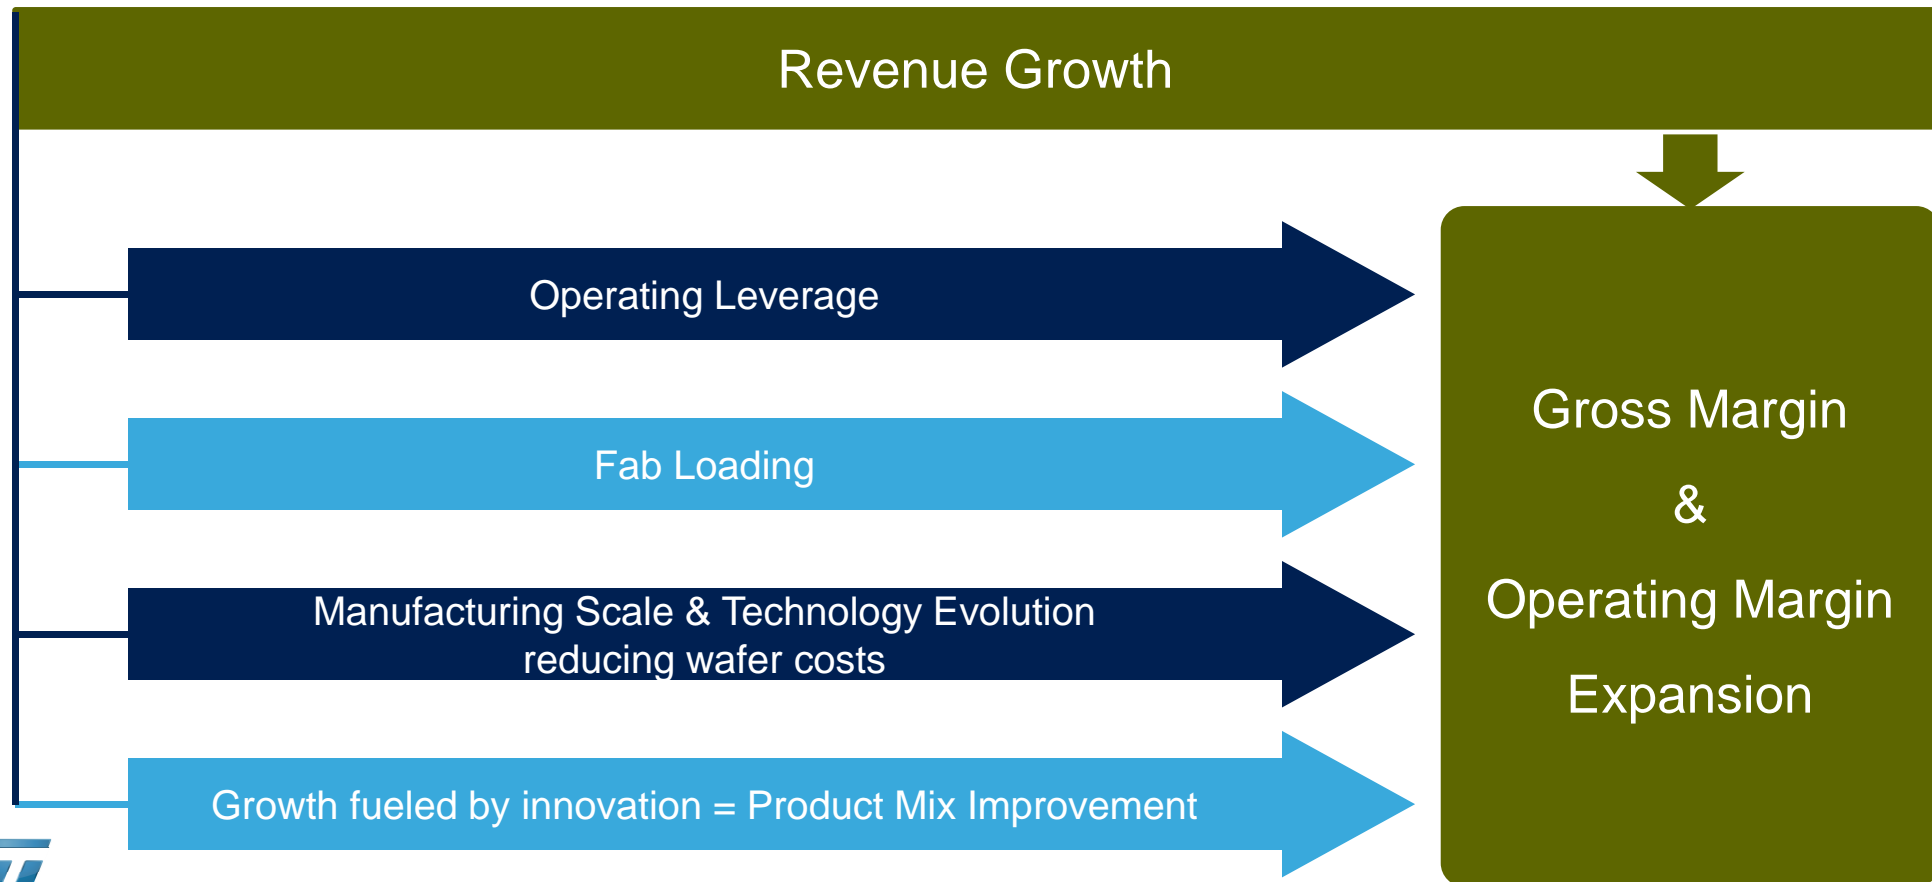 Revenue Growth
Operating Leverage
Fab Loading
Manufacturing Scale & Technology Evolution
reducing wafer costs
Growth fueled by innovation = Product Mix Improvement
Gross Margin
&
Operating Margin
Expansion